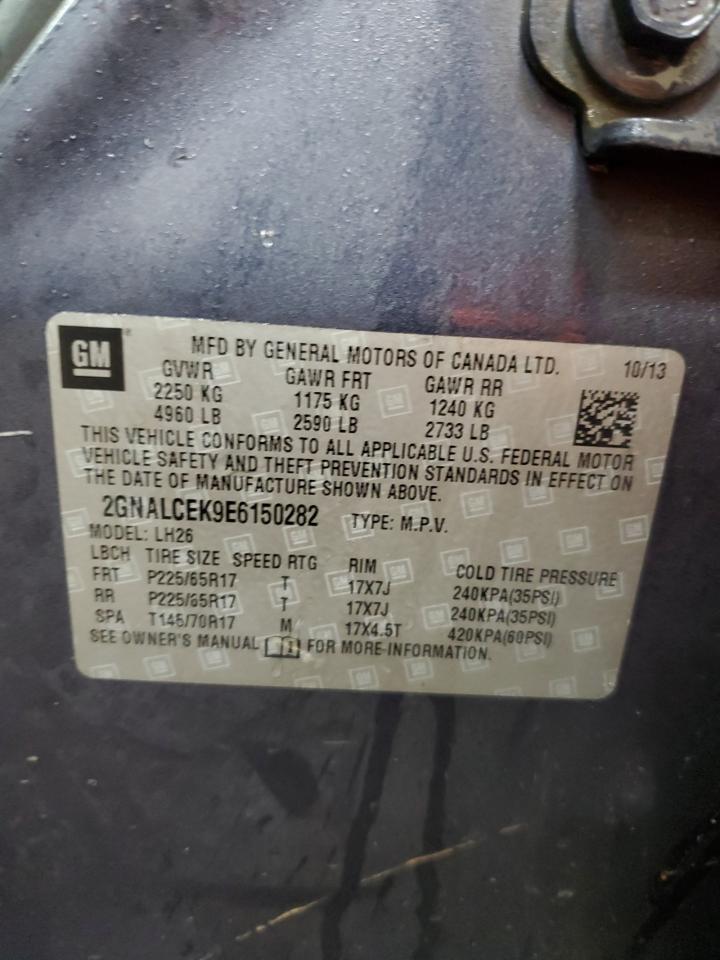 GM
MFD BY GENERAL MOTORS OF CANADA LTD. 10/13
GVWR GAWR FRT GAWR RR
2250 KG 1175 KG 1240 KG
4960 LB 2590 LB 2733 LB
THIS VEHICLE CONFORMS TO ALL APPLICABLE U.S. FEDERAL MOTOR
VEHICLE SAFETY AND THEFT PREVENTION STANDARDS IN EFFECT ON
THE DATE OF MANUFACTURE SHOWN ABOVE.
2GNALCEK9E6150282 TYPE: M.P.V.
MODEL: LH26
LBCH TIRE SIZE SPEED RTG RIM COLD TIRE PRESSURE
FRT P225/65R17 T 17X7J 240KPA(35PSI)
RR P225/65R17 T 17X7J 240KPA(35PSI)
SPA T145/70R17 M 17X4.5T 420KPA(60PSI)
SEE OWNER'S MANUAL FOR MORE INFORMATION.